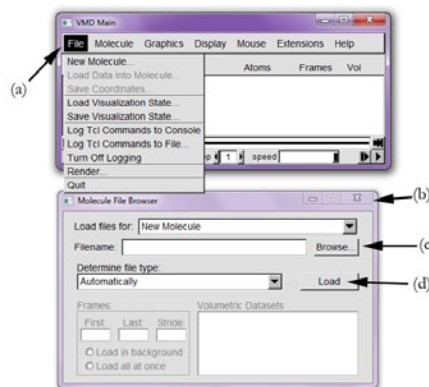 VMD Main
File Molecule Graphics Display Mouse Extensions Help
New Molecule...
Load Data Into Molecule...
Save Coordinates...
Load Visualization State...
Save Visualization State...
Log Tcl Commands to Console
Log Tcl Commands to File...
Turn Off Logging
Render...
Quit
Atoms Frames Vol
1 speed
(a)
Molecule File Browser
(b)
Load files for: New Molecule
Filename: Browse...
Determine file type:
Automatically Load
(d)
Frames: Volumetric Datasets
First: Last: Stride:
Load in background
Load all at once